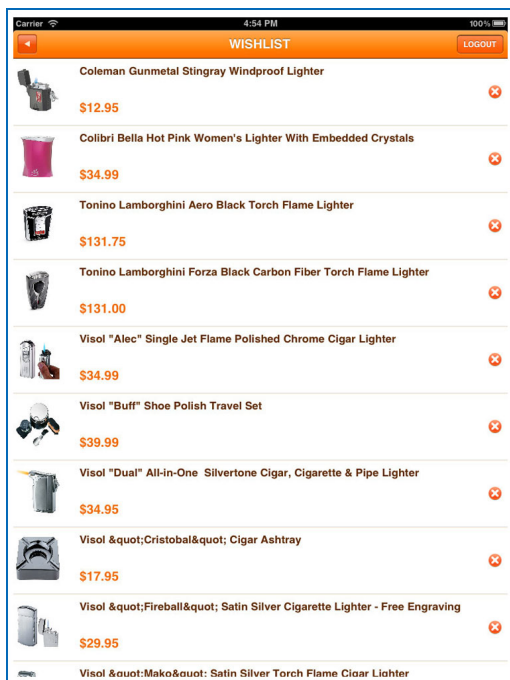 Carrier 4:54 PM 100%
WISHLIST LOGOUT
Coleman Gunmetal Stingray Windproof Lighter
$12.95
Colibri Bella Hot Pink Women's Lighter With Embedded Crystals
$34.99
Tonino Lamborghini Aero Black Torch Flame Lighter
$131.75
Tonino Lamborghini Forza Black Carbon Fiber Torch Flame Lighter
$131.00
Visol "Alec" Single Jet Flame Polished Chrome Cigar Lighter
$34.99
Visol "Buff" Shoe Polish Travel Set
$39.99
Visol "Dual" All-in-One  Silvertone Cigar, Cigarette & Pipe Lighter
$34.95
Visol &quot;Cristobal&quot; Cigar Ashtray
$17.95
Visol &quot;Fireball&quot; Satin Silver Cigarette Lighter - Free Engraving
$29.95
Visol &quot;Mako&quot; Satin Silver Torch Flame Cigar Lighter